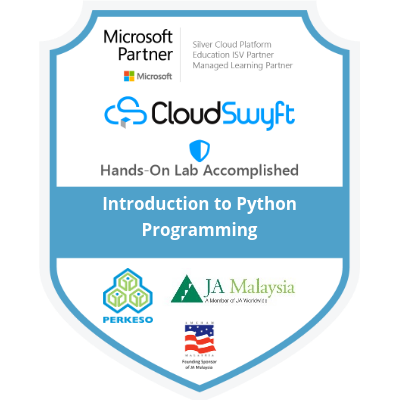 Microsoft
Partner
Microsoft
Silver Cloud Platform
Education ISV Partner
Managed Learning Partner
CloudSwyft
Hands-On Lab Accomplished
Introduction to Python
Programming
PERKESO
JA Malaysia
A Member of JA Worldwide
AMCHAM
MALAYSIA
Founding Sponsor
of JA Malaysia